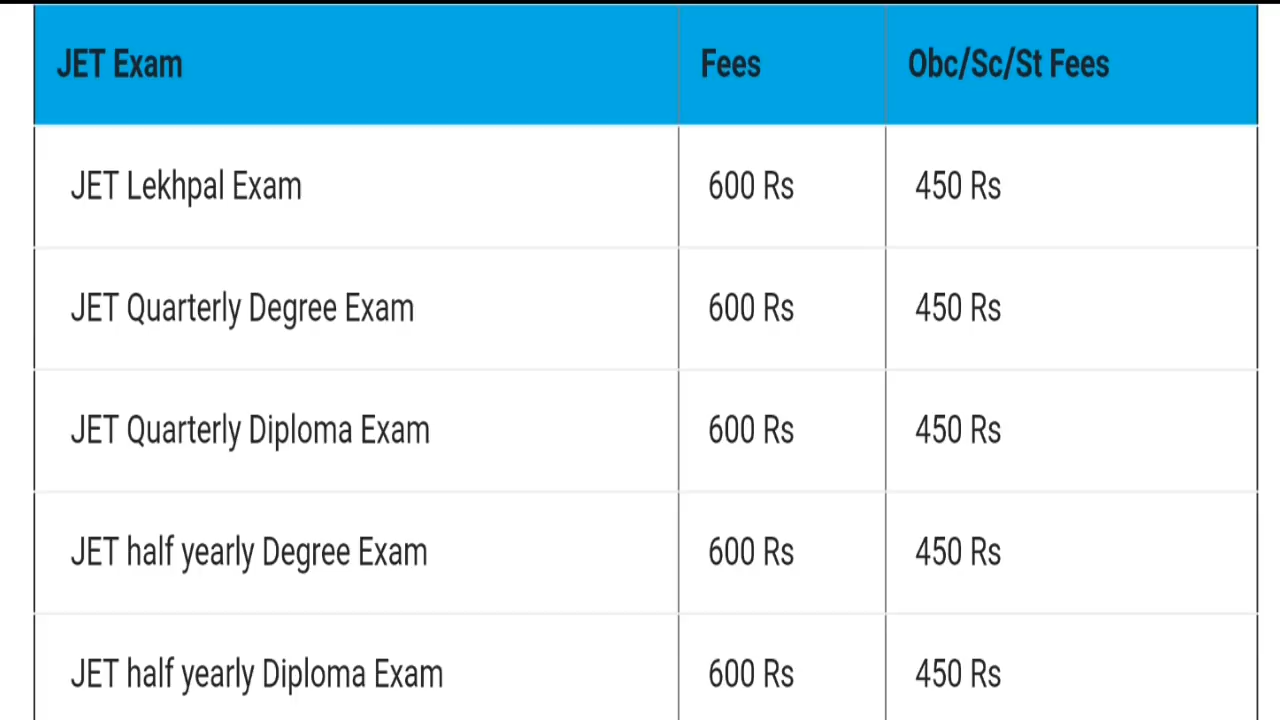 JET Exam Fees Obc/Sc/St Fees
JET Lekhpal Exam 600 Rs 450 Rs
JET Quarterly Degree Exam 600 Rs 450 Rs
JET Quarterly Diploma Exam 600 Rs 450 Rs
JET half yearly Degree Exam 600 Rs 450 Rs
JET half yearly Diploma Exam 600 Rs 450 Rs